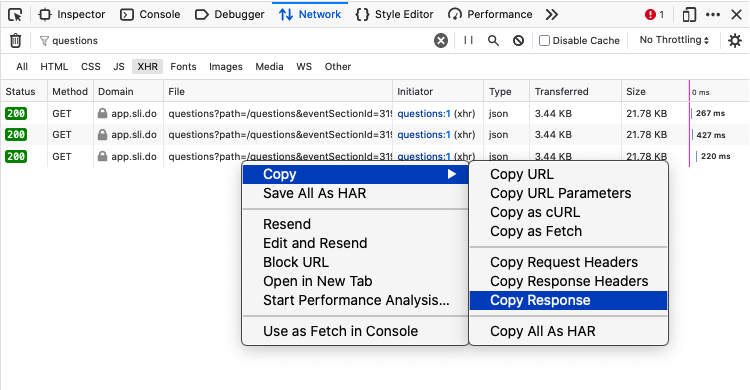 Inspector Console Debugger Network Style Editor Performance 1
questions Disable Cache No Throttling
All HTML CSS JS XHR Fonts Images Media WS Other
Status Method Domain File Initiator Type Transferred Size 0 ms
200 GET app.sli.do questions?path=/questions&eventSectionId=319 questions:1 (xhr) json 3.44 KB 21.78 KB 267 ms
200 GET app.sli.do questions?path=/questions&eventSectionId=319 questions:1 (xhr) json 3.44 KB 21.78 KB 427 ms
200 GET app.sli.do questions?path=/questions&eventSectionId=319 questions:1 (xhr) json 3.44 KB 21.78 KB 220 ms
Copy
Save All As HAR
Resend
Edit and Resend
Block URL
Open in New Tab
Start Performance Analysis...
Use as Fetch in Console
Copy URL
Copy URL Parameters
Copy as cURL
Copy as Fetch
Copy Request Headers
Copy Response Headers
Copy Response
Copy All As HAR